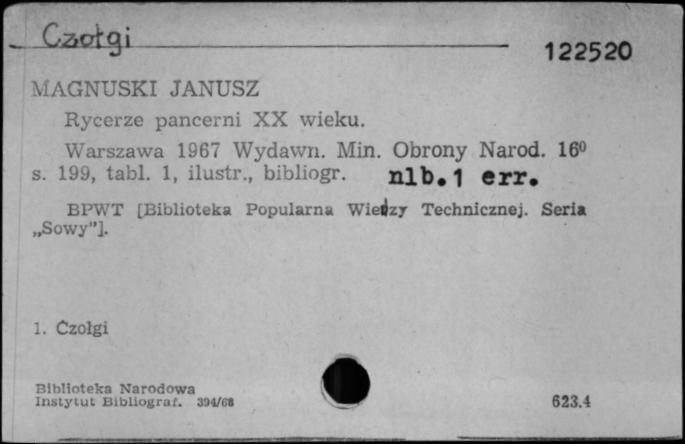 Czołgi
122520
MAGNUSKI JANUSZ
Rycerze pancerni XX wieku.
Warszawa 1967 Wydawn. Min. Obrony Narod. 16⁰
s. 199, tabl. 1, ilustr., bibliogr. nlb.1 err.
BPWT [Biblioteka Popularna Wiedzy Technicznej. Seria
„Sowy"].
1. Czołgi
Biblioteka Narodowa
Instytut Bibliograf. 394/68
623.4